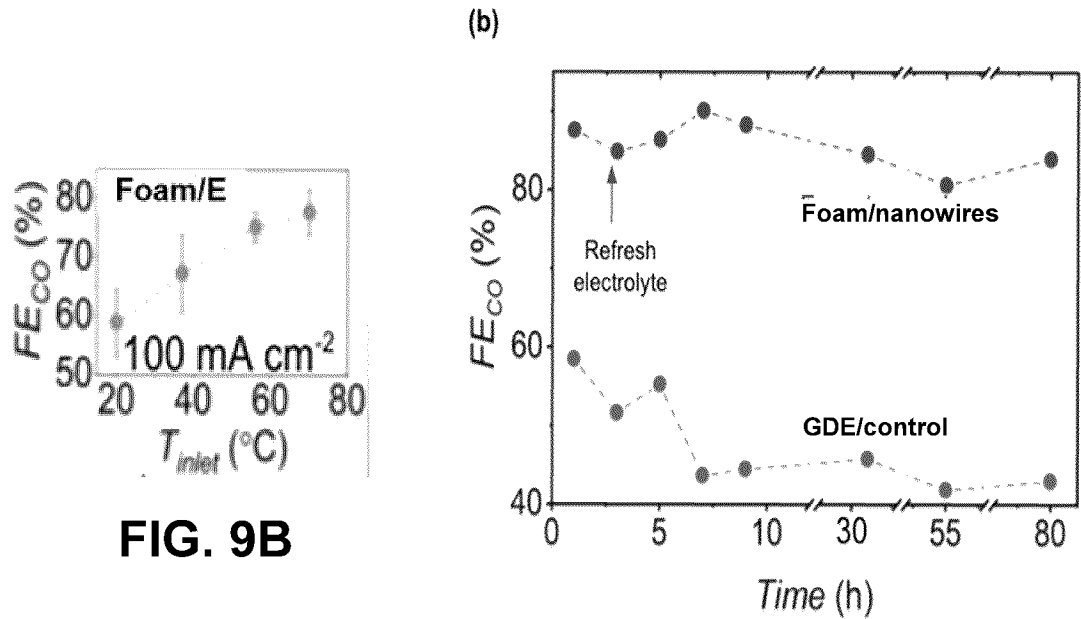 80
70
60
50
FE_CO (%)
Foam/E
100 mA cm⁻²
20 40 60 80
T_inlet (°C)
FIG. 9B
(b)
80
60
40
FE_CO (%)
Refresh
electrolyte
Foam/nanowires
GDE/control
0 5 10 30 55 80
Time (h)